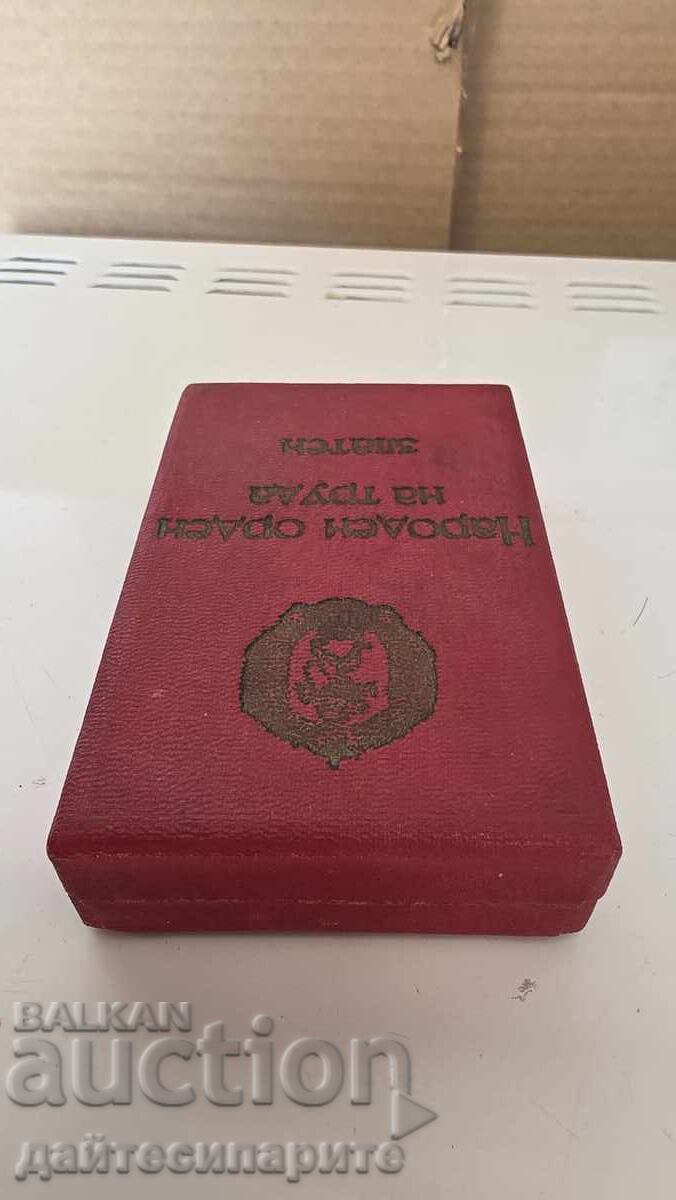 Народен орден
на труда
златен
BALKAN
auction
дайтесипарите